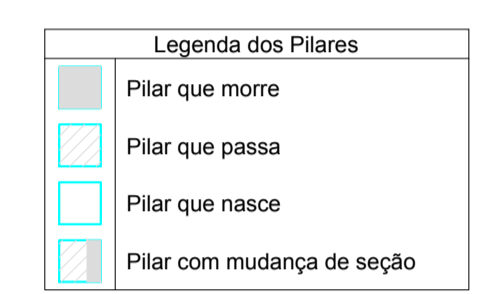 Legenda dos Pilares
Pilar que morre
Pilar que passa
Pilar que nasce
Pilar com mudança de seção